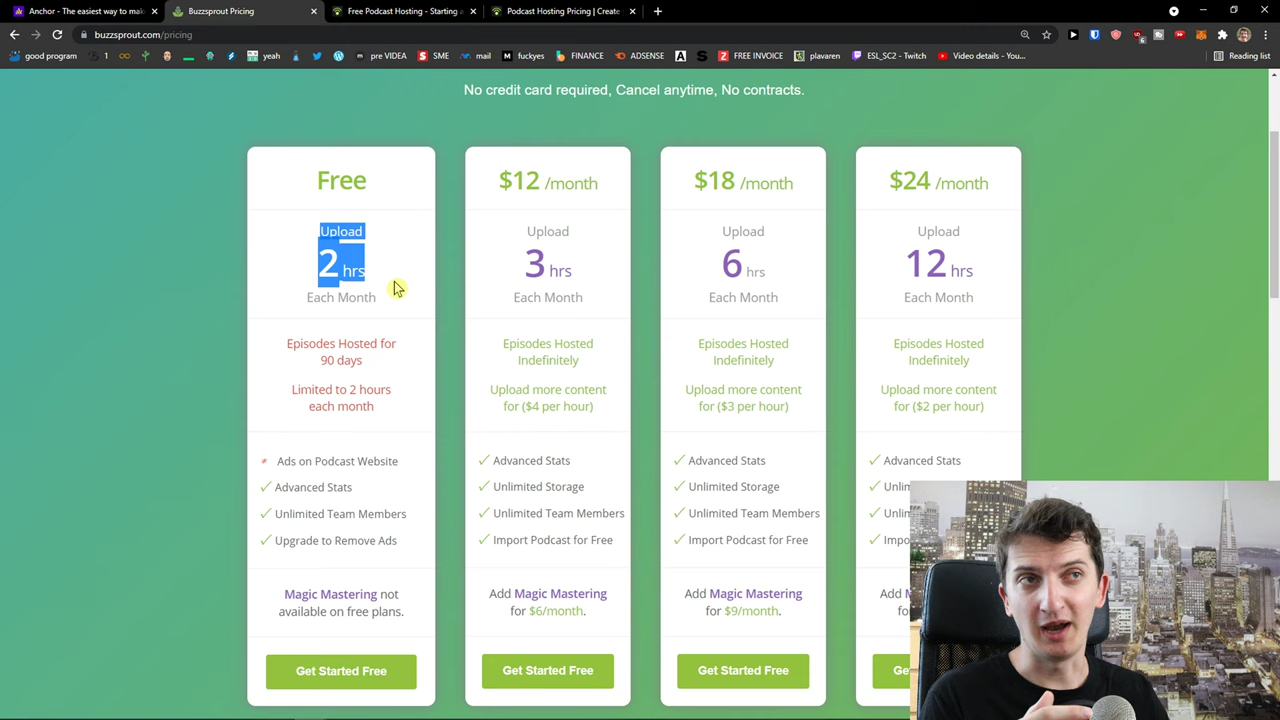 Anchor - The easiest way to mak
Buzzsprout Pricing
Free Podcast Hosting - Starting a
Podcast Hosting Pricing | Create
buzzsprout.com/pricing
good program
1
yeah
pre VIDEA
SME
mail
fuckyes
FINANCE
ADSENSE
FREE INVOICE
plavaren
ESL_SC2 - Twitch
Video details - You...
Reading list
No credit card required, Cancel anytime, No contracts.
Free
Upload
2 hrs
Each Month
Episodes Hosted for
90 days
Limited to 2 hours
each month
* Ads on Podcast Website
Advanced Stats
Unlimited Team Members
Upgrade to Remove Ads
Magic Mastering not
available on free plans.
Get Started Free
$12 /month
Upload
3 hrs
Each Month
Episodes Hosted
Indefinitely
Upload more content
for ($4 per hour)
Advanced Stats
Unlimited Storage
Unlimited Team Members
Import Podcast for Free
Add Magic Mastering
for $6/month.
Get Started Free
$18 /month
Upload
6 hrs
Each Month
Episodes Hosted
Indefinitely
Upload more content
for ($3 per hour)
Advanced Stats
Unlimited Storage
Unlimited Team Members
Import Podcast for Free
Add Magic Mastering
for $9/month.
Get Started Free
$24 /month
Upload
12 hrs
Each Month
Episodes Hosted
Indefinitely
Upload more content
for ($2 per hour)
Advanced Stats